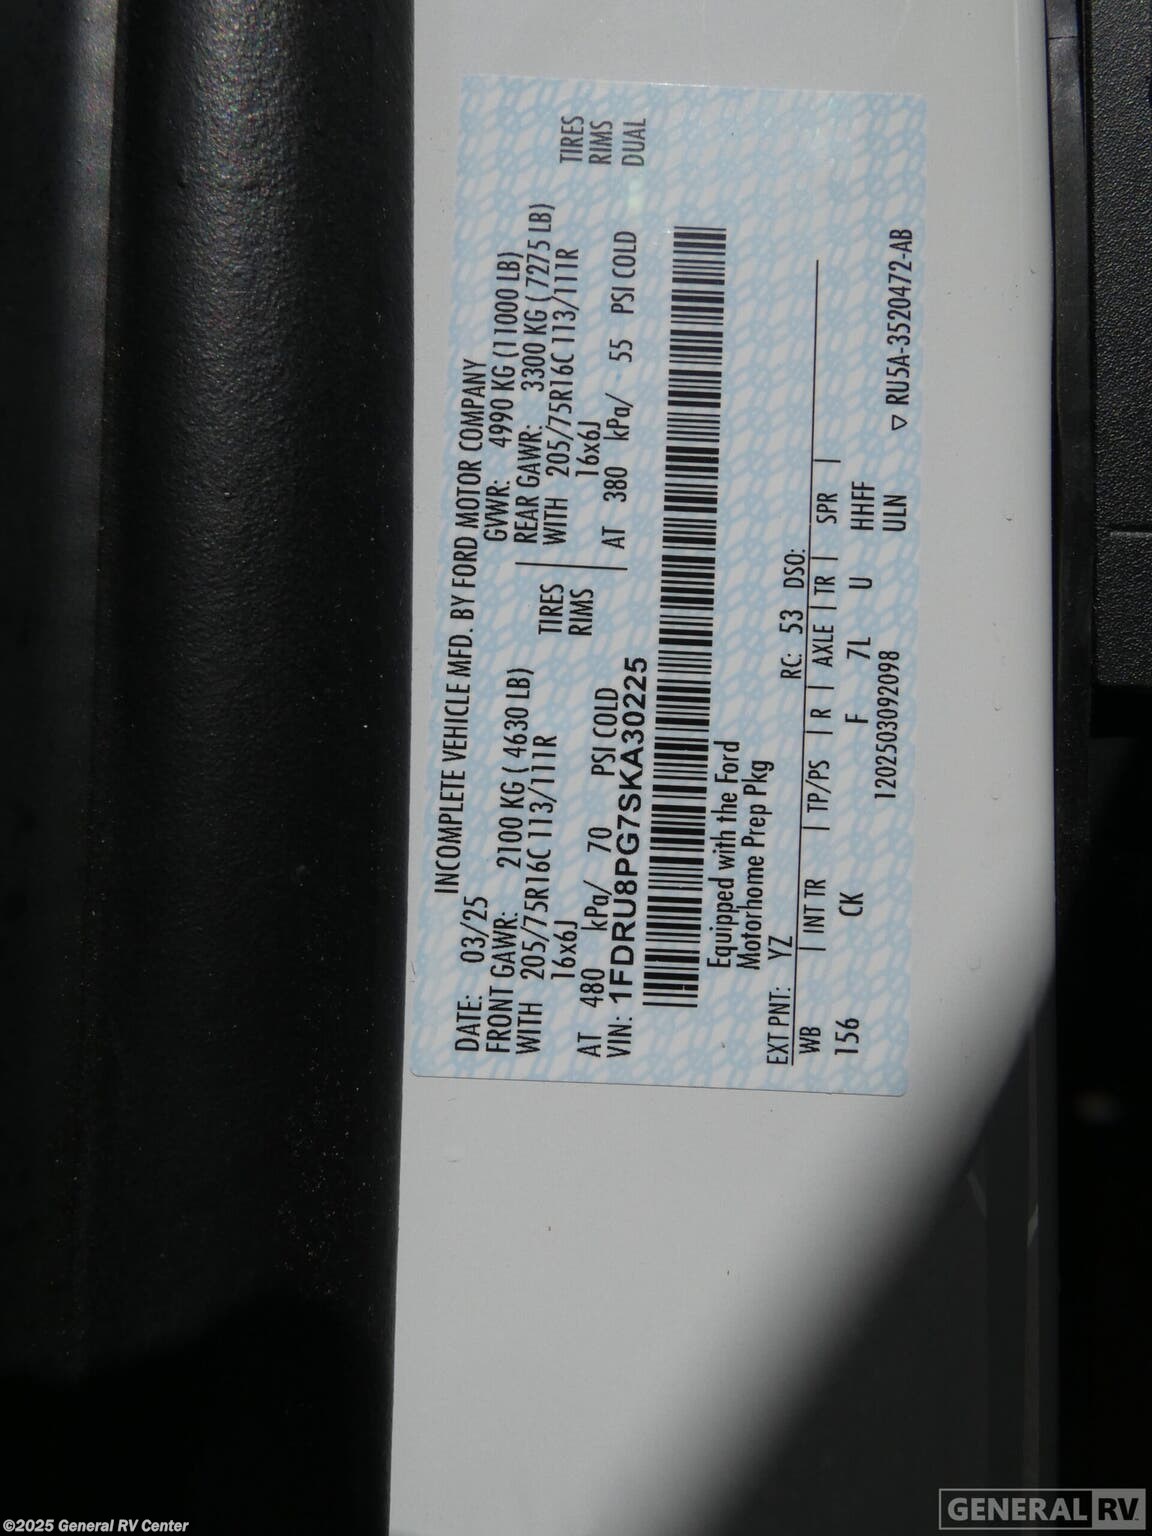 INCOMPLETE VEHICLE MFD. BY FORD MOTOR COMPANY
DATE: 03/25 GVWR: 4990 KG (11000 LB)
FRONT GAWR: 2100 KG ( 4630 LB) REAR GAWR: 3300 KG ( 7275 LB)
WITH 205/75R16C 113/111R TIRES WITH 205/75R16C 113/111R TIRES
16x6J RIMS 16x6J RIMS
AT 480 kPa/ 70 PSI COLD AT 380 kPa/ 55 PSI COLD DUAL
VIN: 1FDRU8PG7SKA30225
Equipped with the Ford
Motorhome Prep Pkg
EXT PNT: YZ RC: 53 DSO:
WB | INT TR | TP/PS | R | AXLE | TR | SPR |
156 CK F 7L U HHFF
1202503092098 ULN
▽ RU5A-3520472-AB
©2025 General RV Center
GENERAL RV